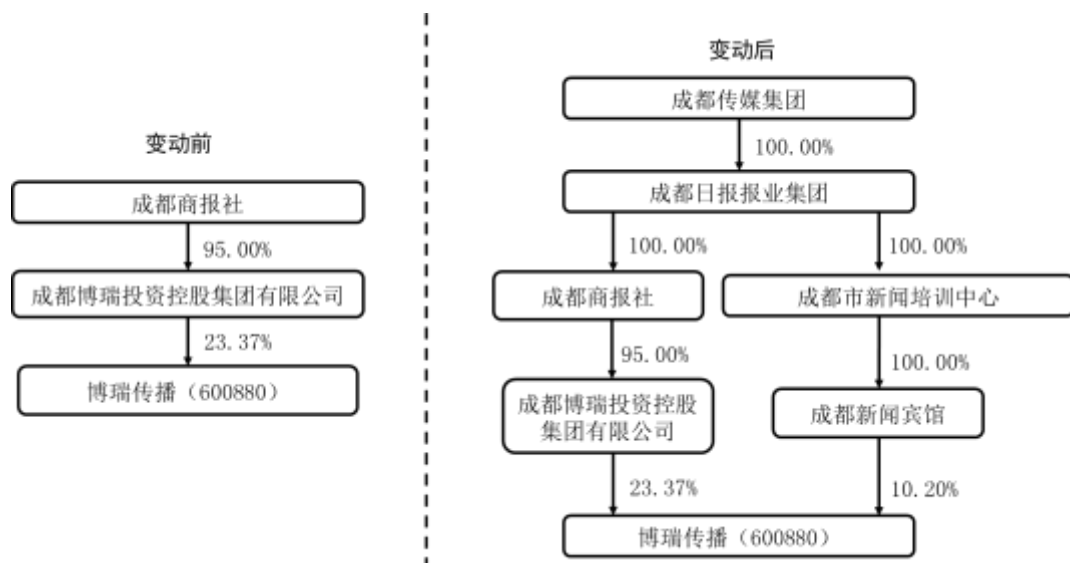 变动前
成都商报社
95.00%
成都博瑞投资控股集团有限公司
23.37%
博瑞传播（600880）
变动后
成都传媒集团
100.00%
成都日报报业集团
100.00%
100.00%
成都商报社
成都市新闻培训中心
95.00%
100.00%
成都博瑞投资控股
集团有限公司
成都新闻宾馆
23.37%
10.20%
博瑞传播（600880）